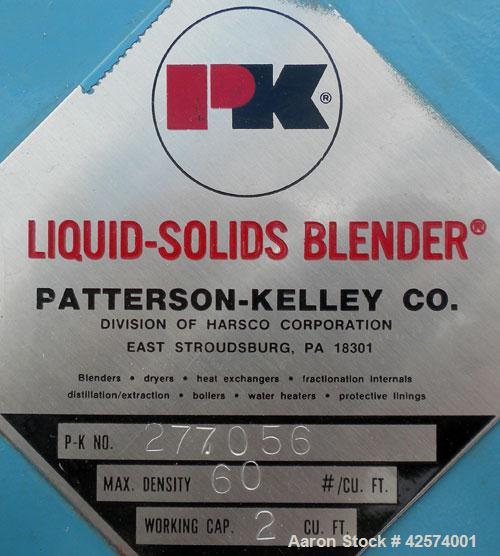 PK®
LIQUID-SOLIDS BLENDER®
PATTERSON-KELLEY CO.
DIVISION OF HARSCO CORPORATION
EAST STROUDSBURG, PA 18301
Blenders • dryers • heat exchangers • fractionation internals
distillation/extraction • boilers • water heaters • protective linings
P-K NO. 277056
MAX. DENSITY 60 #/CU. FT.
WORKING CAP. 2 CU. FT.
Aaron Stock # 42574001